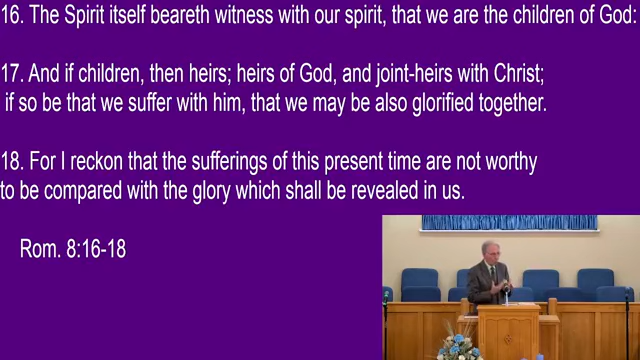 16. The Spirit itself beareth witness with our spirit, that we are the children of God:
17. And if children, then heirs; heirs of God, and joint-heirs with Christ;
if so be that we suffer with him, that we may be also glorified together.
18. For I reckon that the sufferings of this present time are not worthy
to be compared with the glory which shall be revealed in us.
Rom. 8:16-18